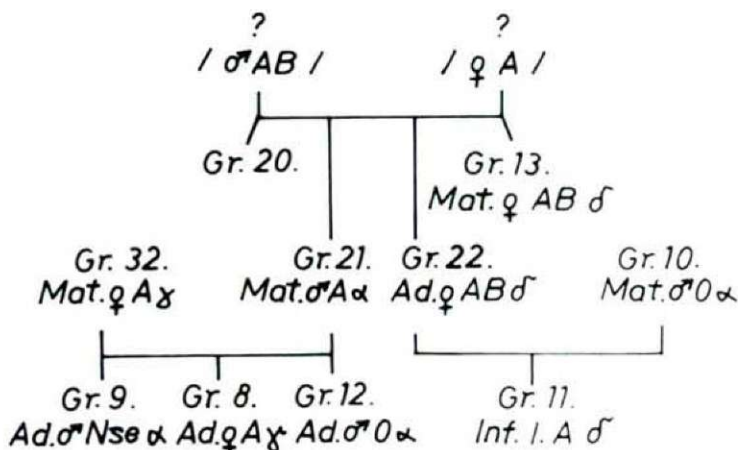 ? ?
/ ♂ AB / / ♀ A /
Gr. 20. Gr. 13.
Mat. ♀ AB δ
Gr. 32. Gr. 21. Gr. 22. Gr. 10.
Mat. ♀ A γ Mat. ♂ A α Ad. ♀ AB δ Mat. ♂ 0 α
Gr. 9. Gr. 8. Gr. 12. Gr. 11.
Ad. ♂ Nse α Ad. ♀ A γ Ad. ♂ 0 α Inf. I. A δ